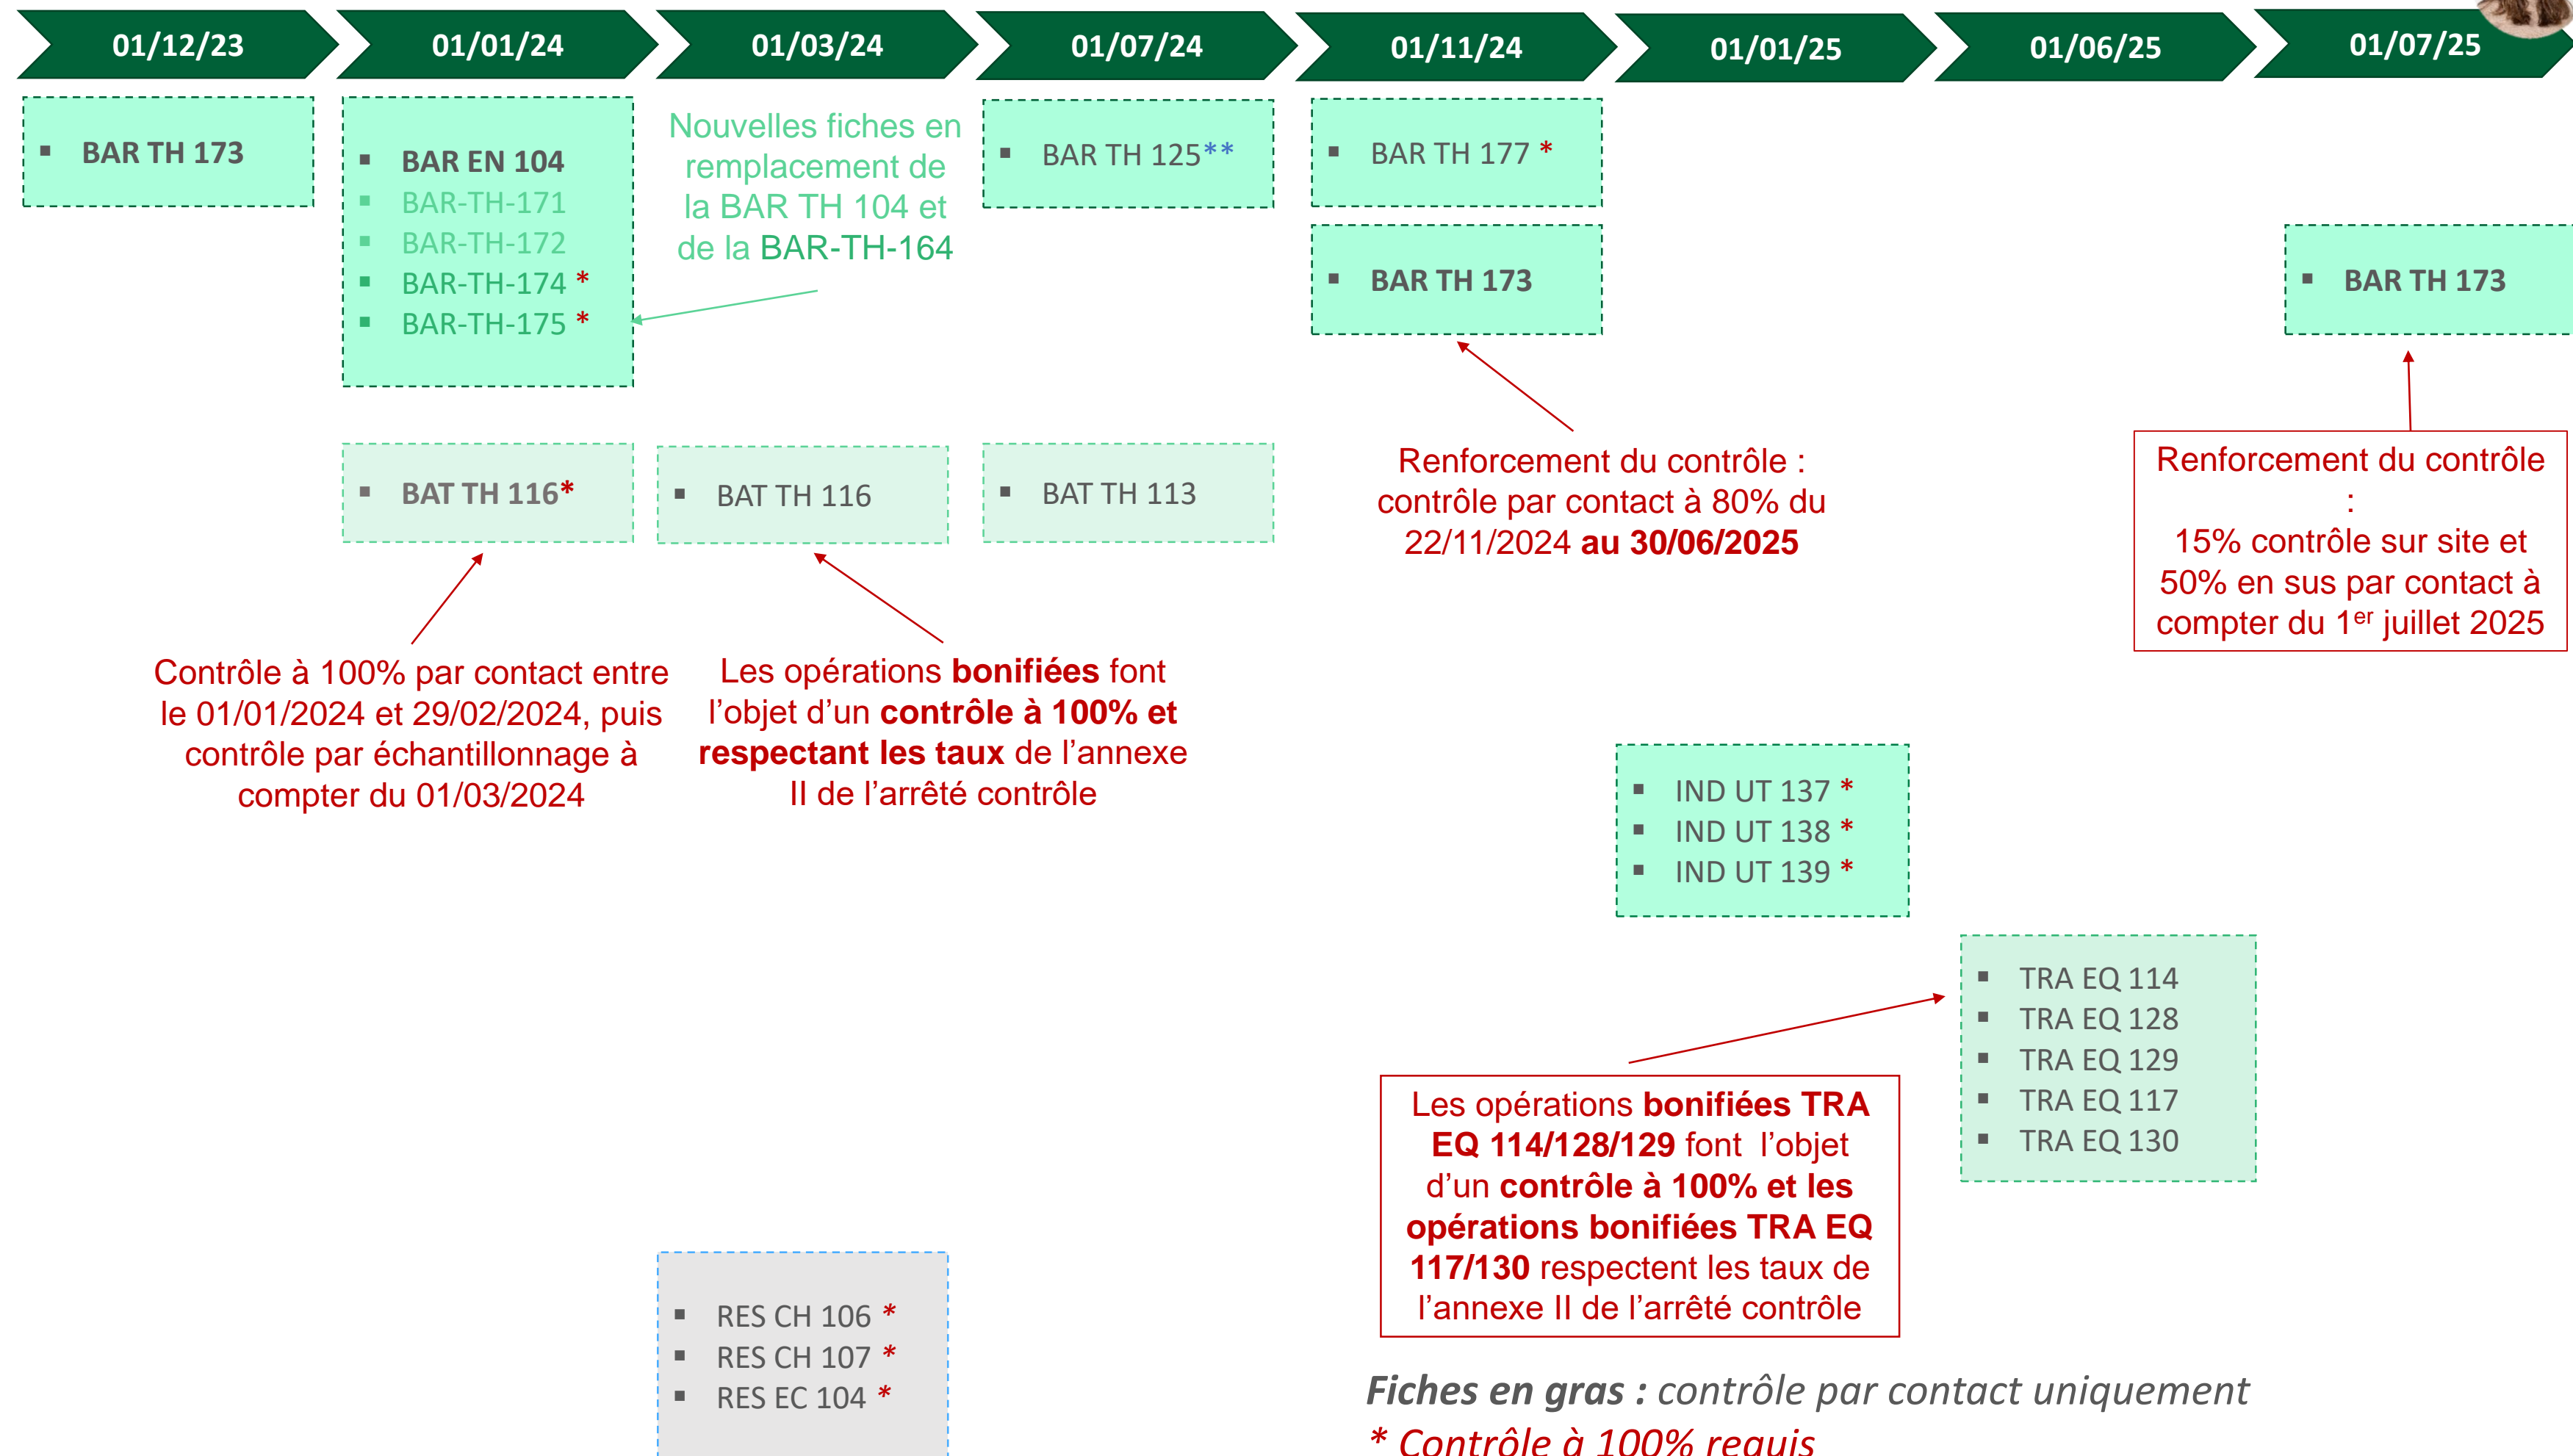 01/12/23
01/01/24
01/03/24
01/07/24
01/11/24
01/01/25
01/06/25
01/07/25
▪ BAR TH 173
▪ BAR EN 104
▪ BAR-TH-171
▪ BAR-TH-172
▪ BAR-TH-174 *
▪ BAR-TH-175 *
Nouvelles fiches en
remplacement de
la BAR TH 104 et
de la BAR-TH-164
▪ BAR TH 125**
▪ BAR TH 177 *
▪ BAR TH 173
▪ BAR TH 173
▪ BAT TH 116*
▪ BAT TH 116
▪ BAT TH 113
Renforcement du contrôle :
contrôle par contact à 80% du
22/11/2024 au 30/06/2025
Renforcement du contrôle
:
15% contrôle sur site et
50% en sus par contact à
compter du 1er juillet 2025
Contrôle à 100% par contact entre
le 01/01/2024 et 29/02/2024, puis
contrôle par échantillonnage à
compter du 01/03/2024
Les opérations bonifiées font
l’objet d’un contrôle à 100% et
respectant les taux de l’annexe
II de l’arrêté contrôle
▪ IND UT 137 *
▪ IND UT 138 *
▪ IND UT 139 *
▪ TRA EQ 114
▪ TRA EQ 128
▪ TRA EQ 129
▪ TRA EQ 117
▪ TRA EQ 130
Les opérations bonifiées TRA
EQ 114/128/129 font l’objet
d’un contrôle à 100% et les
opérations bonifiées TRA EQ
117/130 respectent les taux de
l’annexe II de l’arrêté contrôle
▪ RES CH 106 *
▪ RES CH 107 *
▪ RES EC 104 *
Fiches en gras : contrôle par contact uniquement
* Contrôle à 100% requis